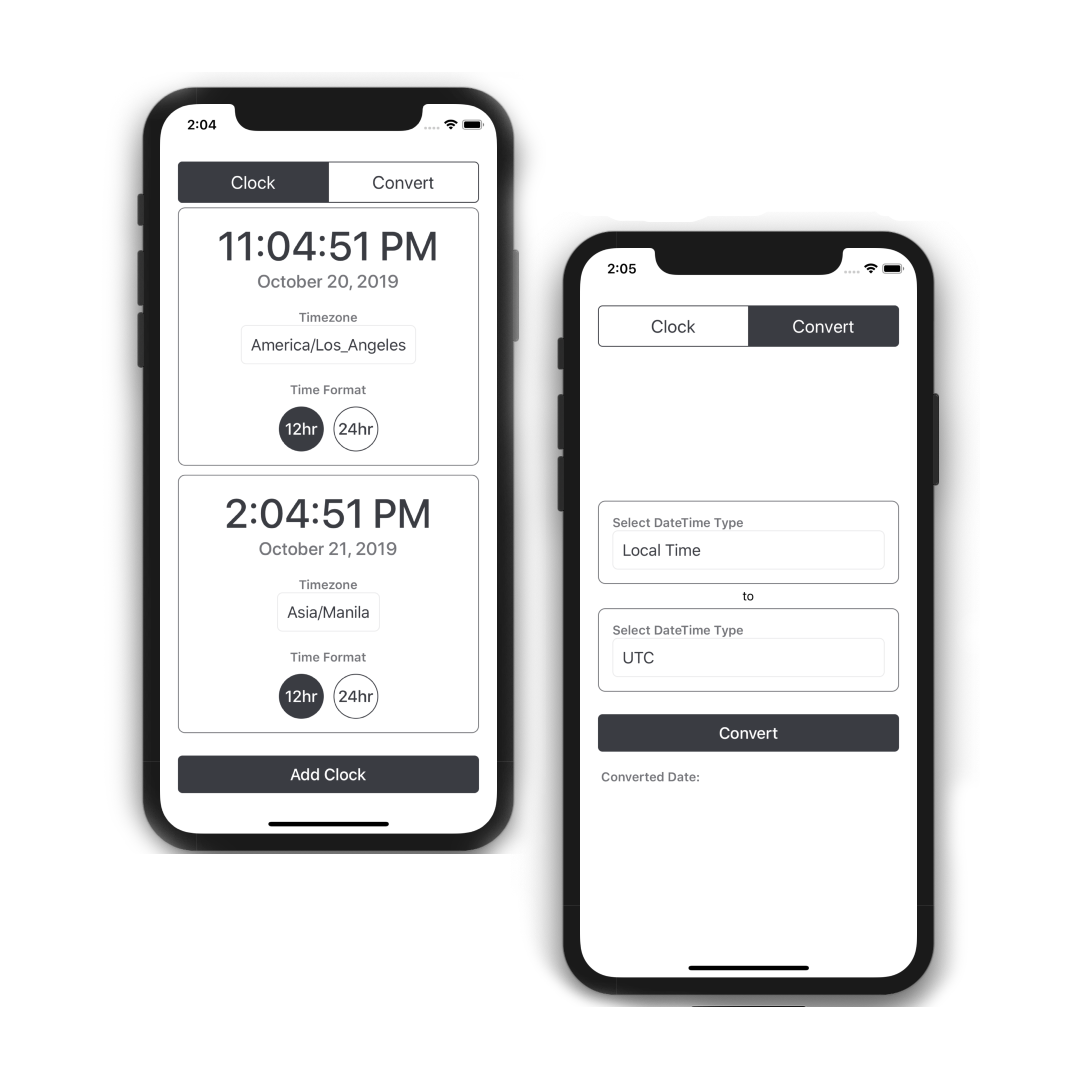 2:04
Clock Convert
11:04:51 PM
October 20, 2019
Timezone
America/Los_Angeles
Time Format
12hr 24hr
2:04:51 PM
October 21, 2019
Timezone
Asia/Manila
Time Format
12hr 24hr
Add Clock
2:05
Clock Convert
Select DateTime Type
Local Time
to
Select DateTime Type
UTC
Convert
Converted Date: